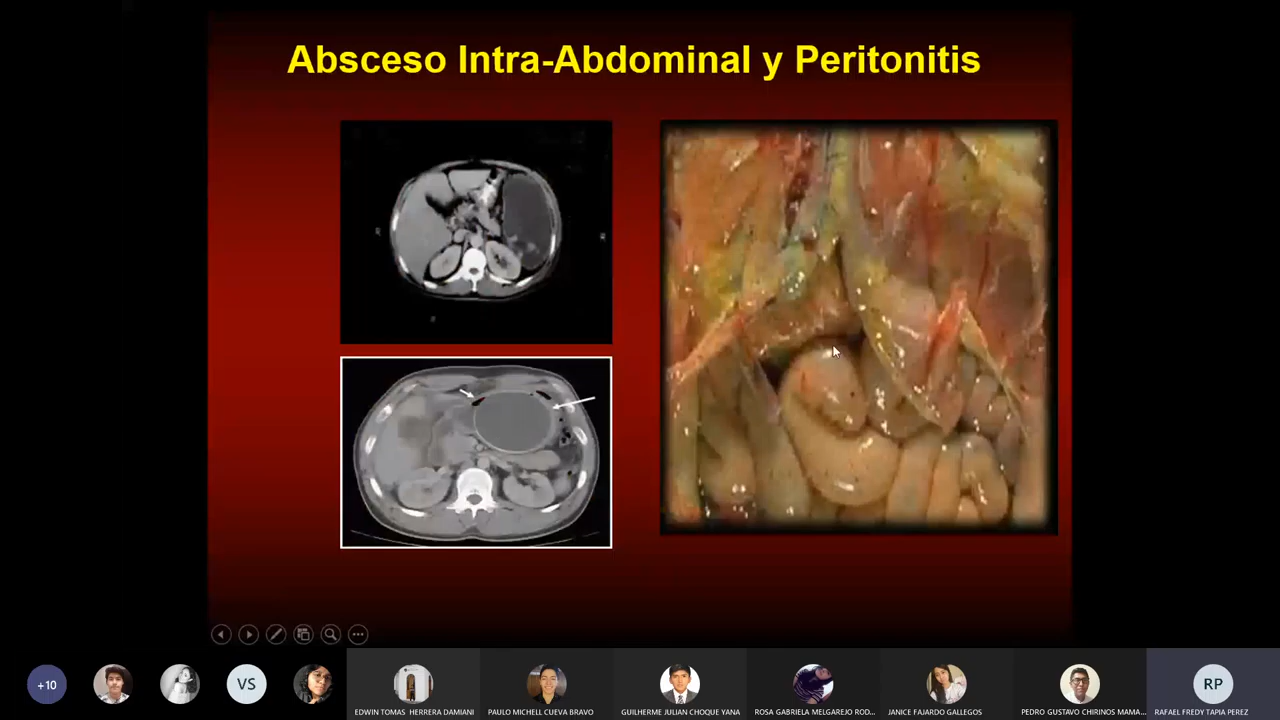 Absceso Intra-Abdominal y Peritonitis
+10
VS
EDWIN TOMAS HERRERA DAMIANI
PAULO MICHELL CUEVA BRAVO
GUILHERME JULIAN CHOQUE YANA
ROSA GABRIELA MELGAREJO ROD...
JANICE FAJARDO GALLEGOS
PEDRO GUSTAVO CHIRINOS MAMA...
RP
RAFAEL FREDY TAPIA PEREZ